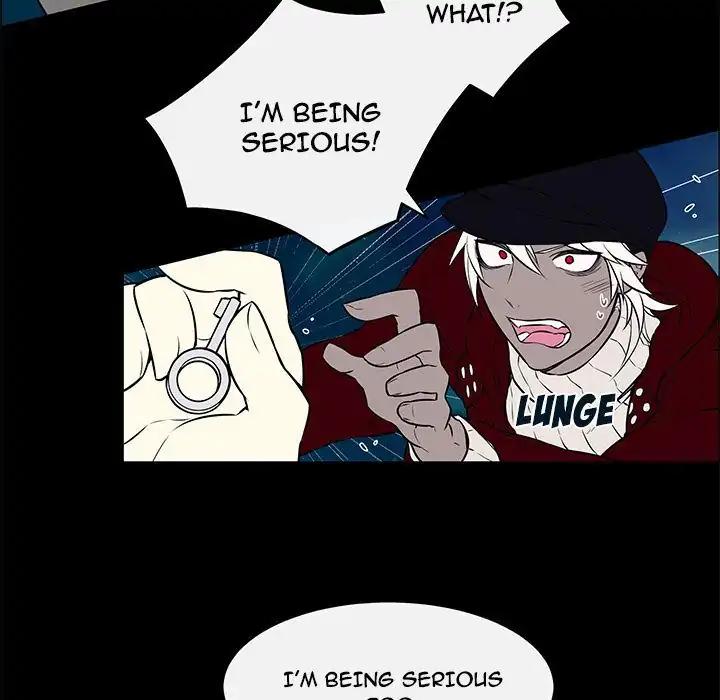 WHAT!?
I'M BEING
SERIOUS!
LUNGE
I'M BEING SERIOUS